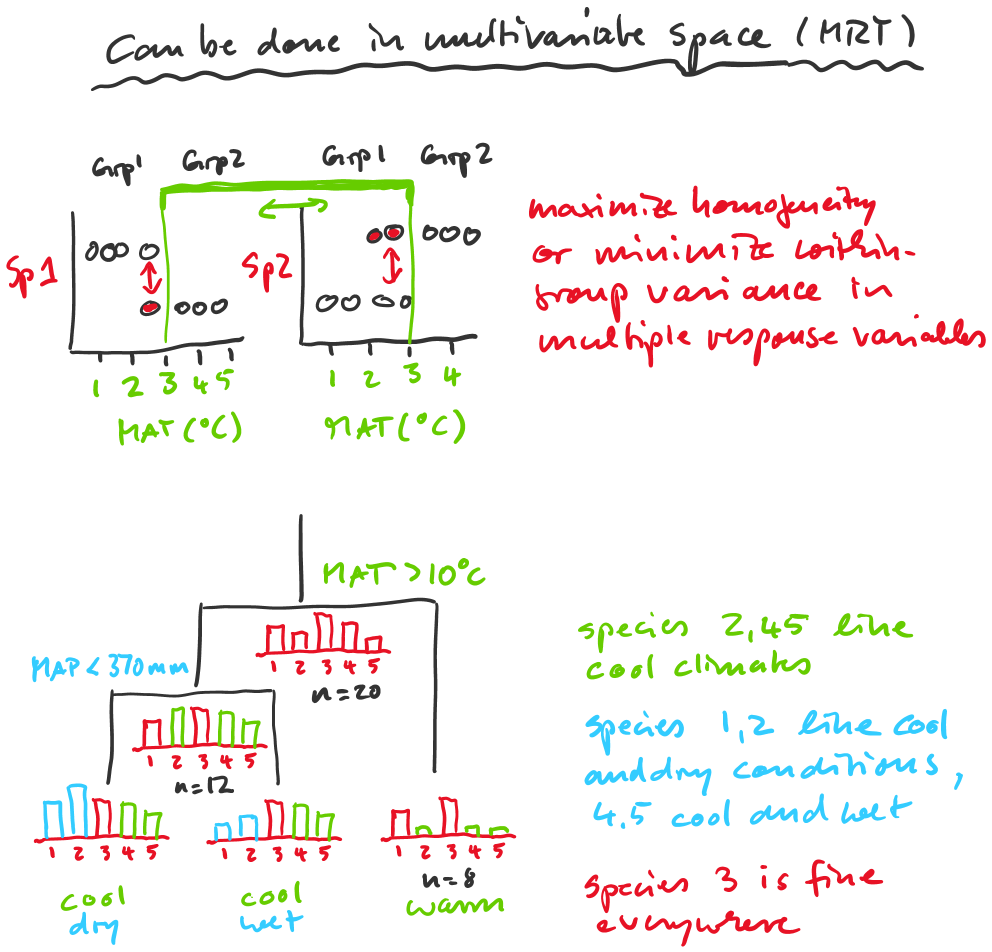 Can be done in multivariate space (MRT)
Grp1 Grp2 Grp1 Grp2
Sp1 Sp2
1 2 3 4 5 1 2 3 4
MAT (°C) MAT (°C)
maximize homogeneity
or minimize within-
group variance in
multiple response variables
MAT > 10°C
1 2 3 4 5
n=20
MAP < 370mm
1 2 3 4 5
n=12
1 2 3 4 5
cool
dry
1 2 3 4 5
cool
wet
1 2 3 4 5
n=8
warm
species 2,45 like
cool climates
species 1,2 like cool
and dry conditions,
4.5 cool and wet
species 3 is fine
everywhere